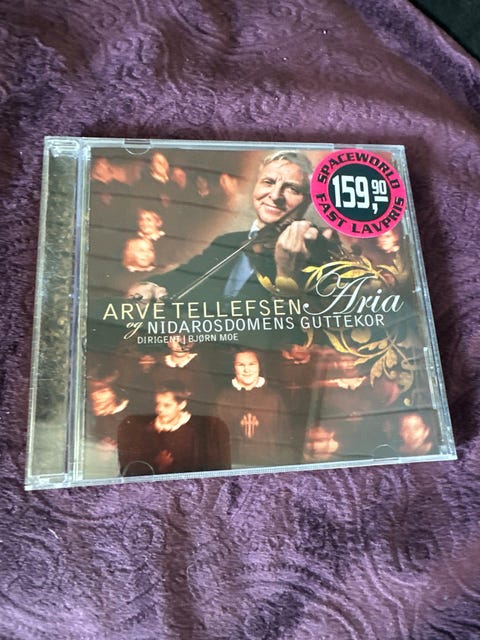 SPACEWORLD
159,90
FAST LAVPRIS
Aria
ARVE TELLEFSEN
og NIDAROSDOMENS GUTTEKOR
DIRIGENT | BJØRN MOE